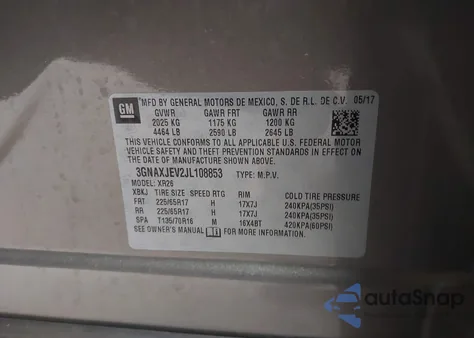 GM
MFD BY GENERAL MOTORS DE MEXICO, S. DE R.L. DE C.V. 05/17
GVWR GAWR FRT GAWR RR
2025 KG 1175 KG 1200 KG
4464 LB 2590 LB 2645 LB
THIS VEHICLE CONFORMS TO ALL APPLICABLE U.S. FEDERAL MOTOR
VEHICLE SAFETY AND THEFT PREVENTION STANDARDS IN EFFECT ON
THE DATE OF MANUFACTURE SHOWN ABOVE.
3GNAXJEV2JL108853 TYPE: M.P.V.
MODEL: XR26
XBKJ TIRE SIZE SPEED RTG RIM COLD TIRE PRESSURE
FRT 225/65R17 H 17X7J 240KPA(35PSI)
RR 225/65R17 H 17X7J 240KPA(35PSI)
SPA T135/70R16 M 16X4BT 420KPA(60PSI)
SEE OWNER'S MANUAL FOR MORE INFORMATION.
autaSnap